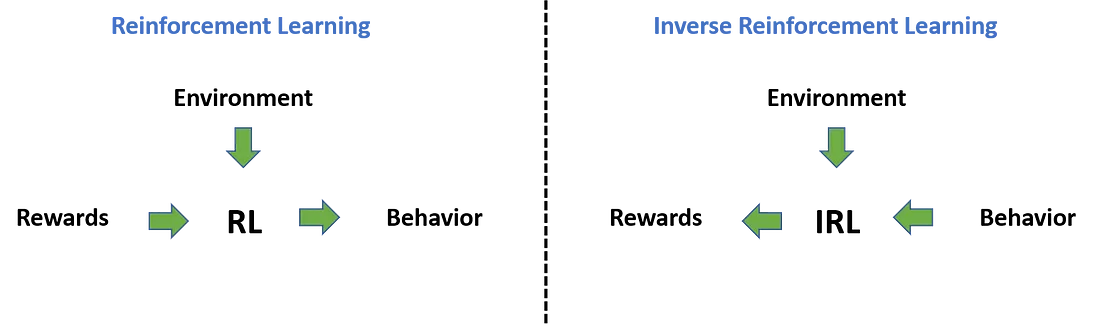 Reinforcement Learning
Environment
Rewards
RL
Behavior
Inverse Reinforcement Learning
Environment
Rewards
IRL
Behavior